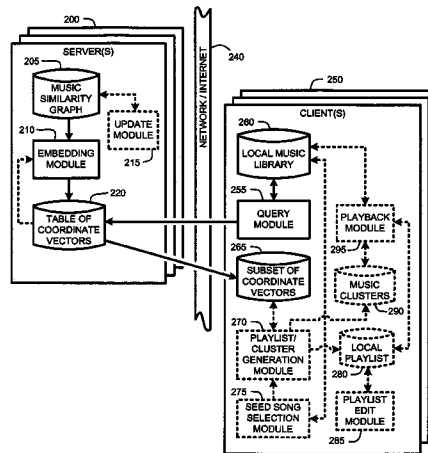 200
SERVER(S)
205
MUSIC
SIMILARITY
GRAPH
UPDATE
MODULE
215
210
EMBEDDING
MODULE
220
TABLE OF
COORDINATE
VECTORS
240
NETWORK / INTERNET
250
CLIENT(S)
260
LOCAL MUSIC
LIBRARY
255
QUERY
MODULE
265
SUBSET OF
COORDINATE
VECTORS
PLAYBACK
MODULE
295
MUSIC
CLUSTERS
290
270
PLAYLIST/
CLUSTER
GENERATION
MODULE
LOCAL
PLAYLIST
280
275
SEED SONG
SELECTION
MODULE
PLAYLIST
EDIT
MODULE
285